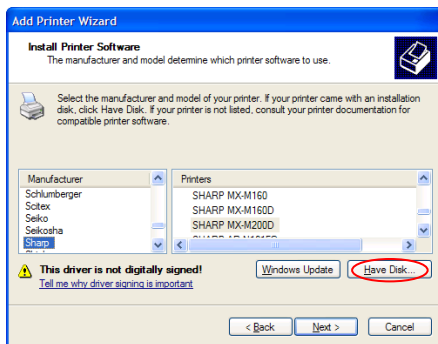 Add Printer Wizard
Install Printer Software
The manufacturer and model determine which printer software to use.
Select the manufacturer and model of your printer. If your printer came with an installation
disk, click Have Disk. If your printer is not listed, consult your printer documentation for
compatible printer software.
Manufacturer
Schlumberger
Scitex
Seiko
Seikosha
Sharp
Printers
SHARP MX-M160
SHARP MX-M160D
SHARP MX-M200D
This driver is not digitally signed!
Tell me why driver signing is important
Windows Update
Have Disk...
< Back
Next >
Cancel